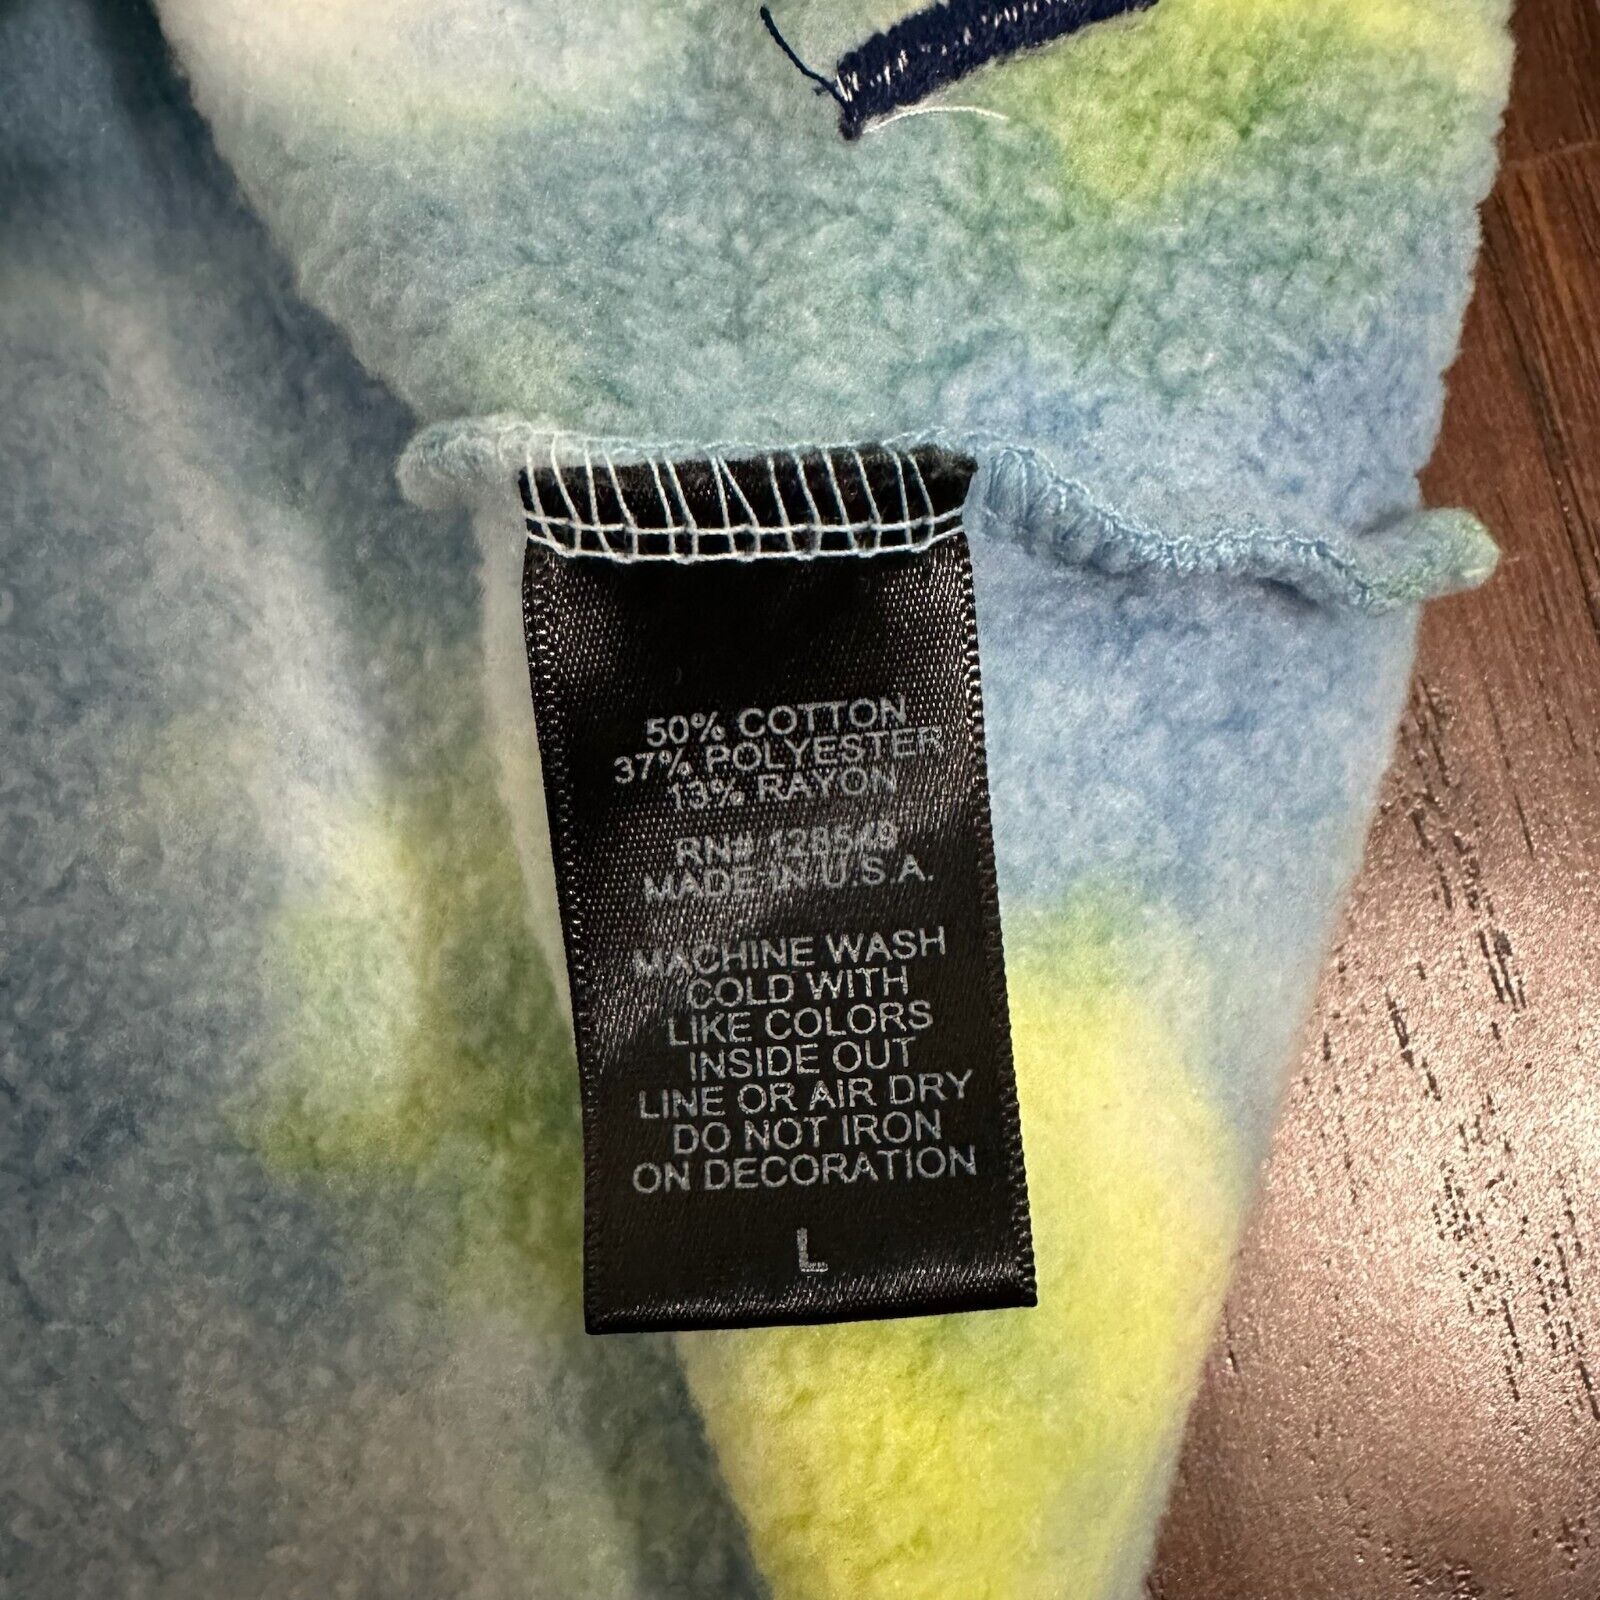 50% COTTON
37% POLYESTER
13% RAYON
RN# 128549
MADE IN U.S.A.
MACHINE WASH
COLD WITH
LIKE COLORS
INSIDE OUT
LINE OR AIR DRY
DO NOT IRON
ON DECORATION
L